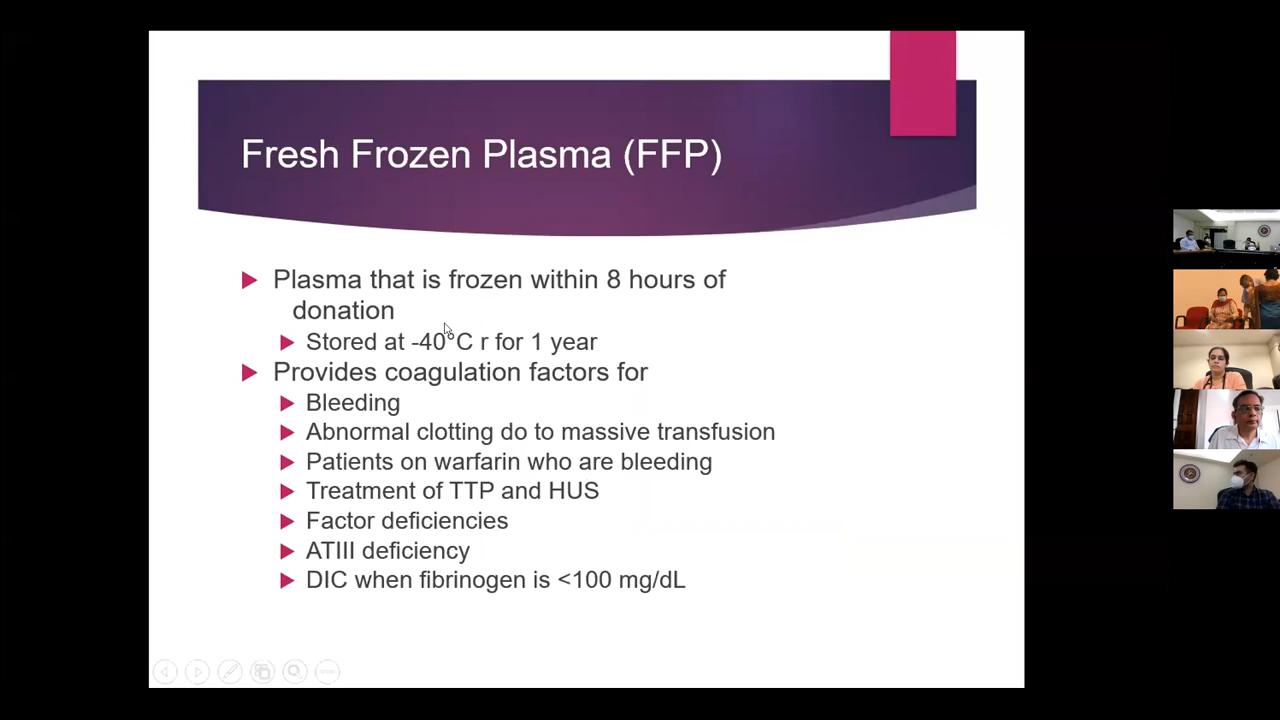 Fresh Frozen Plasma (FFP)
Plasma that is frozen within 8 hours of
donation
Stored at -40°C r for 1 year
Provides coagulation factors for
Bleeding
Abnormal clotting do to massive transfusion
Patients on warfarin who are bleeding
Treatment of TTP and HUS
Factor deficiencies
ATIII deficiency
DIC when fibrinogen is <100 mg/dL